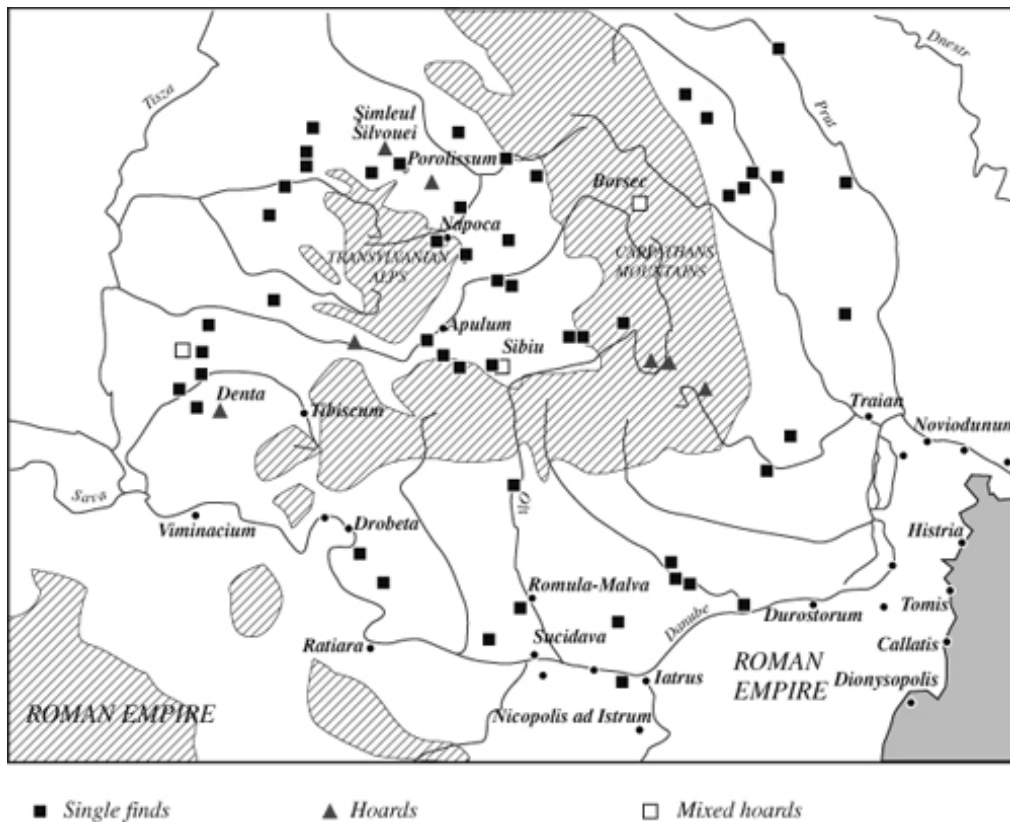 Dnestr
Tisza
Prut
Şimleul
Silvouei
Porolissum
Borsec
Napoca
TRANSYLVANIAN
ALPS
CARPATHANS
MOUNTAINS
Apulum
Sibiu
Denta
Tibiscum
Traian
Noviodunum
Sava
Olt
Viminacium
Drobeta
Histria
Romula-Malva
Danube
Durostorum
Tomis
Ratiara
Sucidava
Callatis
ROMAN
EMPIRE
Iatrus
Dionysopolis
ROMAN EMPIRE
Nicopolis ad Istrum
Single finds
Hoards
Mixed hoards